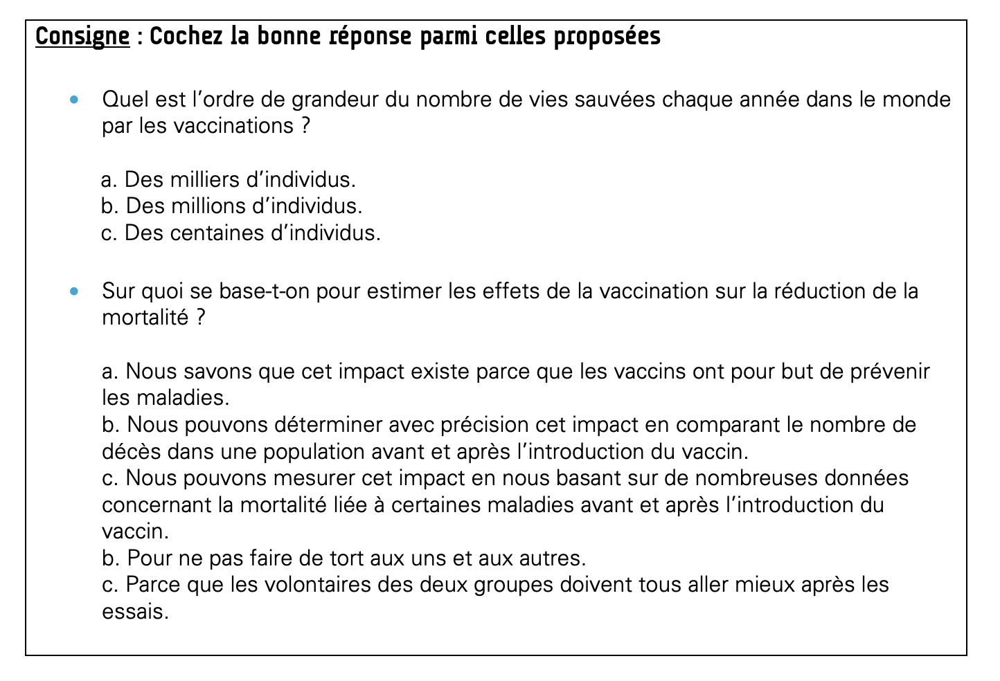 Consigne : Cochez la bonne réponse parmi celles proposées
• Quel est l’ordre de grandeur du nombre de vies sauvées chaque année dans le monde
par les vaccinations ?
a. Des milliers d’individus.
b. Des millions d’individus.
c. Des centaines d’individus.
• Sur quoi se base-t-on pour estimer les effets de la vaccination sur la réduction de la
mortalité ?
a. Nous savons que cet impact existe parce que les vaccins ont pour but de prévenir
les maladies.
b. Nous pouvons déterminer avec précision cet impact en comparant le nombre de
décès dans une population avant et après l’introduction du vaccin.
c. Nous pouvons mesurer cet impact en nous basant sur de nombreuses données
concernant la mortalité liée à certaines maladies avant et après l’introduction du
vaccin.
b. Pour ne pas faire de tort aux uns et aux autres.
c. Parce que les volontaires des deux groupes doivent tous aller mieux après les
essais.